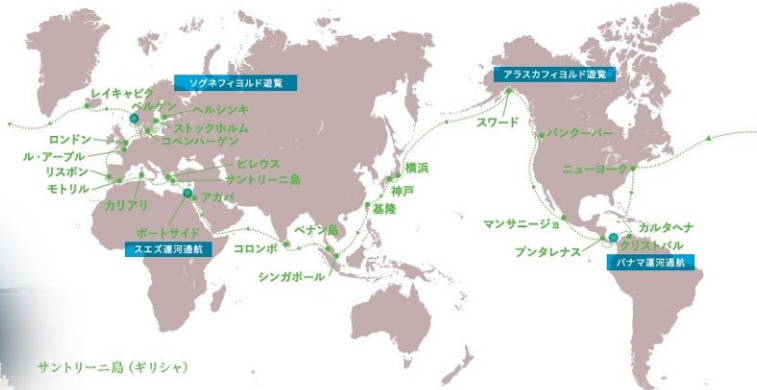 ソグネフィヨルド遊覧
アラスカフィヨルド遊覧
レイキャビク
ベルゲン
ヘルシンキ
ストックホルム
コペンハーゲン
スワード
バンクーバー
ロンドン
ル・アーブル
リスボン
モトリル
カリアリ
ピレウス
サントリーニ島
アカバ
ポートサイド
スエズ運河通航
横浜
神戸
基隆
ペナン島
コロンボ
シンガポール
ニューヨーク
マンサニージョ
プンタレナス
カルタヘナ
クリストバル
パナマ運河通航
サントリーニ島（ギリシャ）